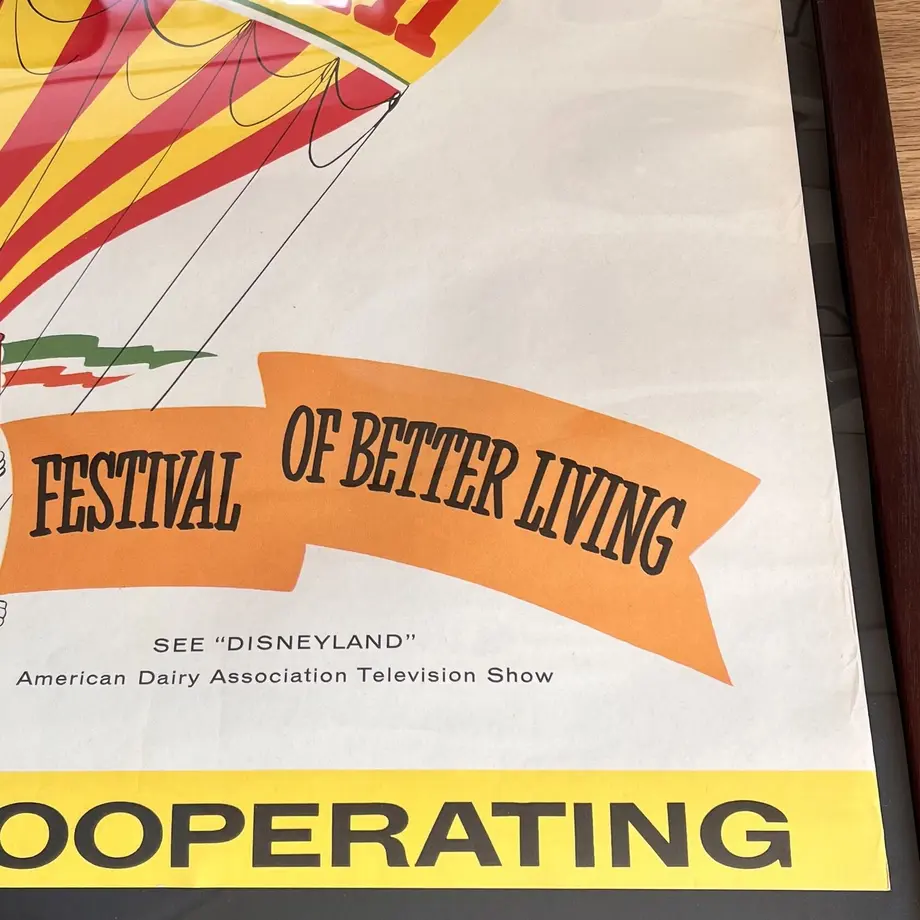 FESTIVAL OF BETTER LIVING
SEE “DISNEYLAND”
American Dairy Association Television Show
OOPERATING